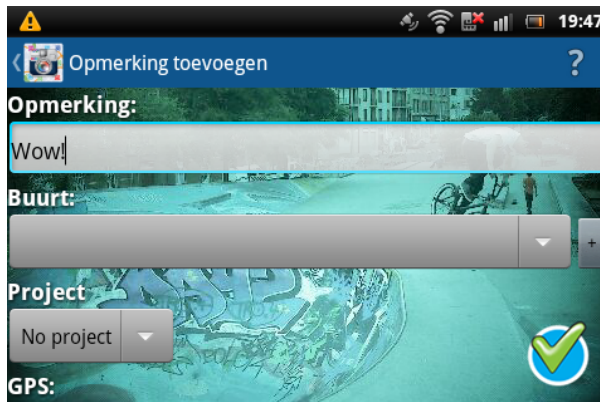 19:47
Opmerking toevoegen
?
Opmerking:
Wow!
Buurt:
+
Project
No project
GPS: